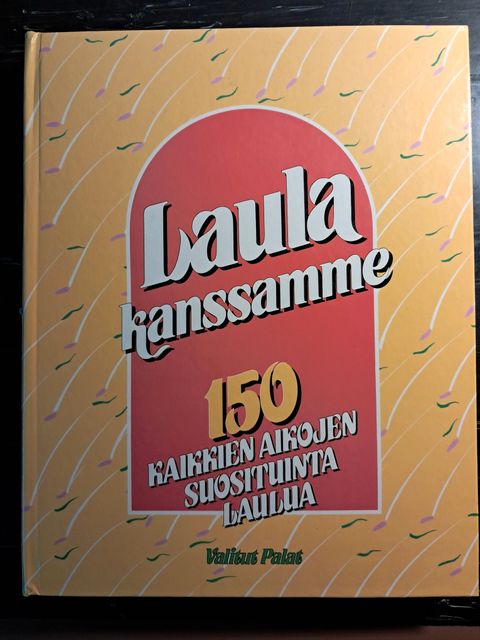 Laula
kanssamme
150
KAIKKIEN AIKOJEN
SUOSITUINTA
LAULUA
Valitut Palat